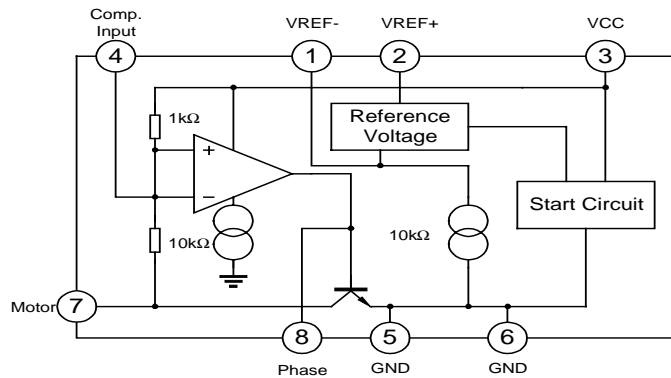 Comp.
Input
VREF-
VREF+
VCC
4
1
2
3
1kΩ
Reference
Voltage
+
−
Start Circuit
10kΩ
10kΩ
Motor
7
8
5
6
Phase
GND
GND